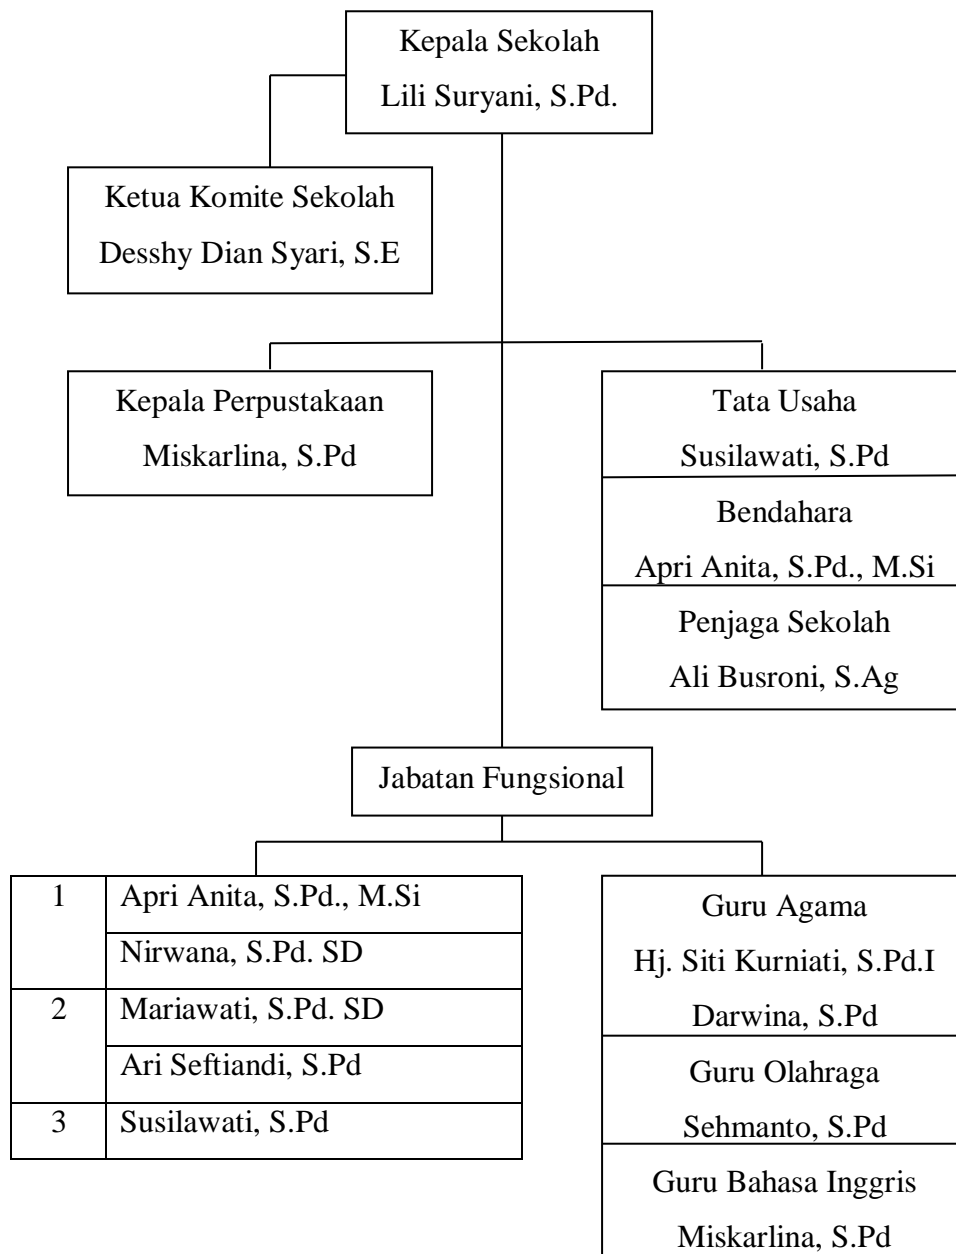 Kepala Sekolah
Lili Suryani, S.Pd.
Ketua Komite Sekolah
Desshy Dian Syari, S.E
Kepala Perpustakaan
Miskarlina, S.Pd
Tata Usaha
Susilawati, S.Pd
Bendahara
Apri Anita, S.Pd., M.Si
Penjaga Sekolah
Ali Busroni, S.Ag
Jabatan Fungsional
1 Apri Anita, S.Pd., M.Si
Nirwana, S.Pd. SD
2 Mariawati, S.Pd. SD
Ari Seftiandi, S.Pd
3 Susilawati, S.Pd
Guru Agama
Hj. Siti Kurniati, S.Pd.I
Darwina, S.Pd
Guru Olahraga
Sehmanto, S.Pd
Guru Bahasa Inggris
Miskarlina, S.Pd